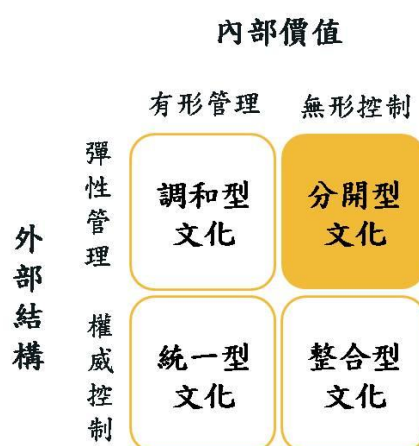 內部價值
有形管理 無形控制
彈性管理
調和型文化
分開型文化
外部結構
權威控制
統一型文化
整合型文化